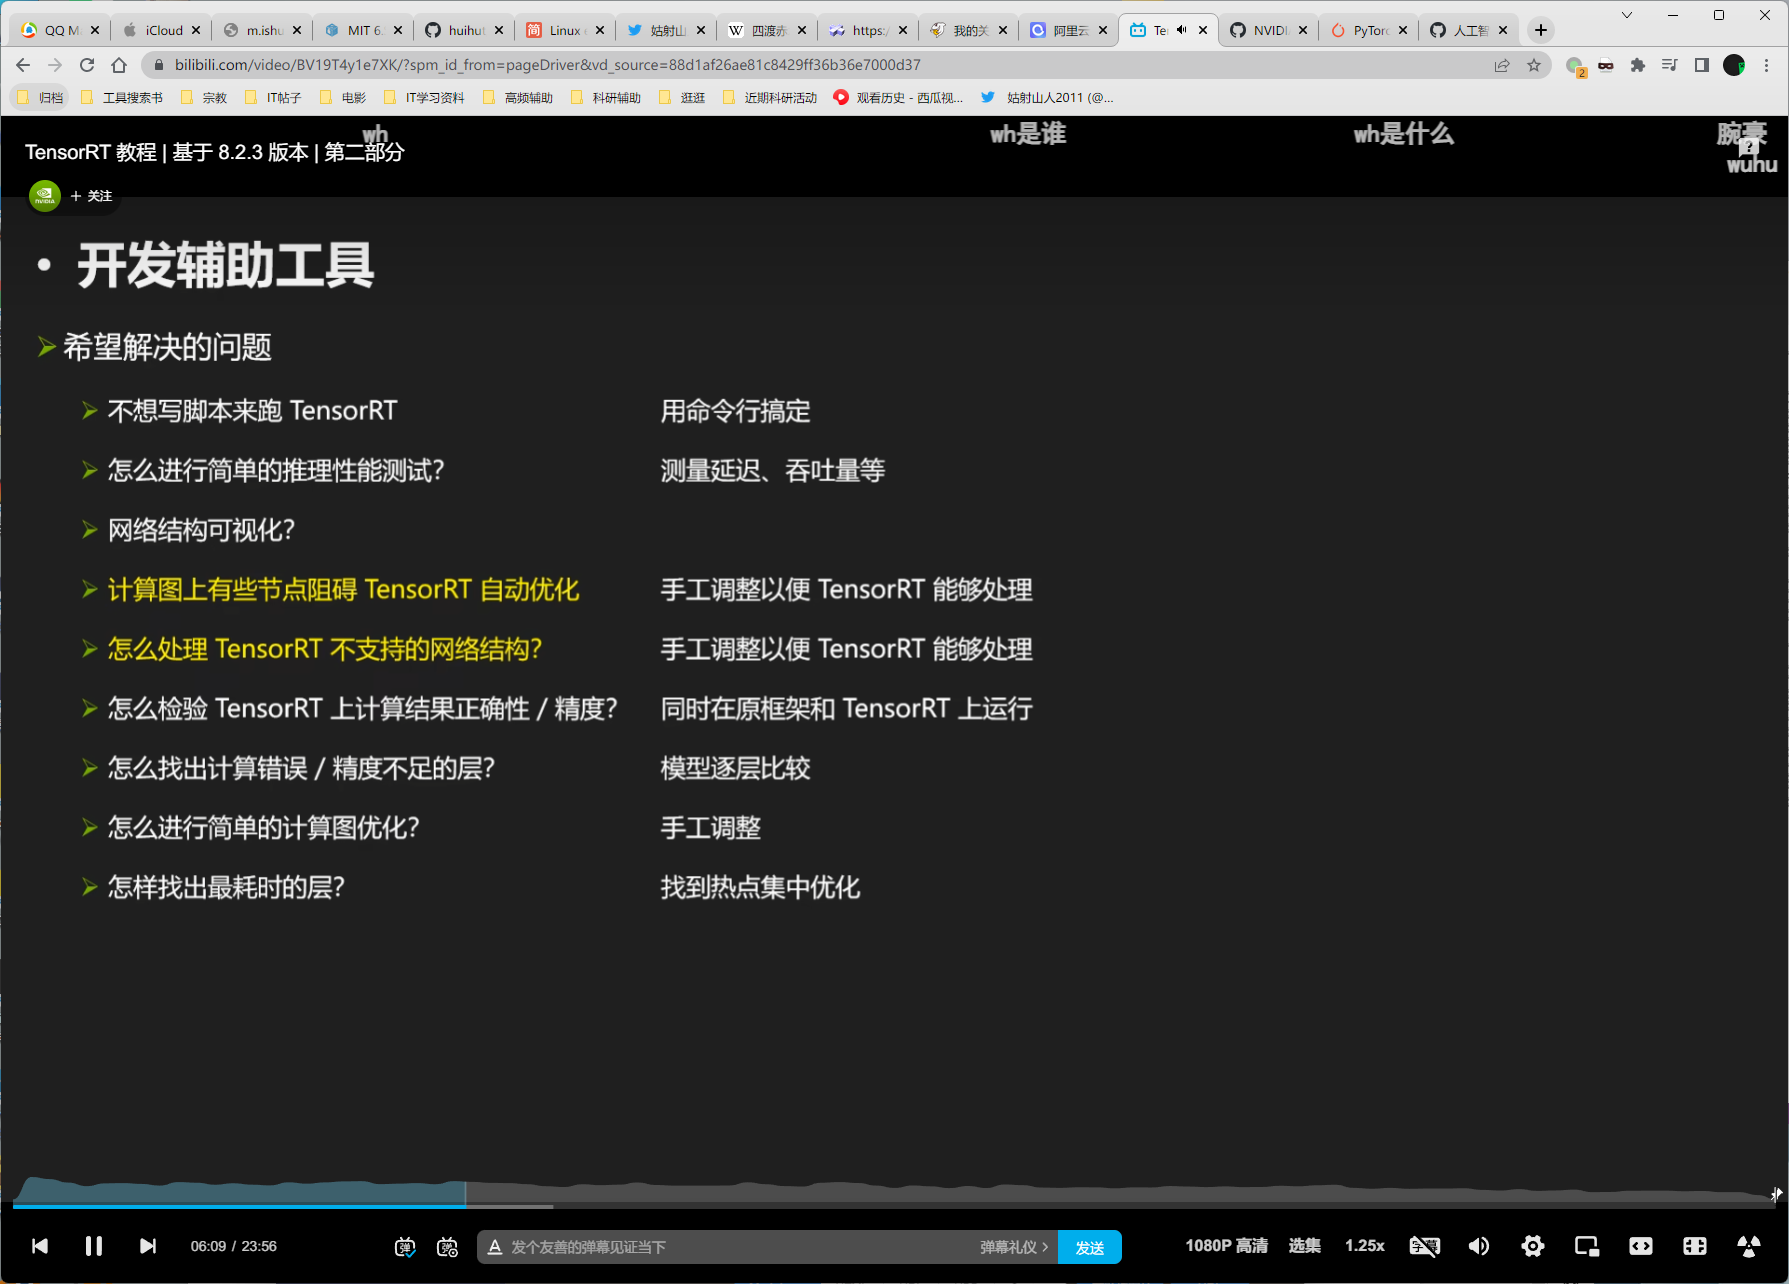 QQ M
iCloud
m.ishu
MIT 6.
huihut
Linux
姑射山
四渡赤
https:/
我的关
阿里云
Te
NVIDI
PyTorc
人工智
bilibili.com/video/BV19T4y1e7XK/?spm_id_from=pageDriver&vd_source=88d1af26ae81c8429ff36b36e7000d37
2
归档
工具搜索书
宗教
IT帖子
电影
IT学习资料
高频辅助
科研辅助
逛逛
近期科研活动
观看历史 - 西瓜视...
姑射山人2011 (@...
wh
wh是谁
wh是什么
腕豪
TensorRT 教程 | 基于 8.2.3 版本 | 第二部分
wuhu
NVIDIA
+ 关注
• 开发辅助工具
希望解决的问题
不想写脚本来跑 TensorRT 用命令行搞定
怎么进行简单的推理性能测试? 测量延迟、吞吐量等
网络结构可视化?
计算图上有些节点阻碍 TensorRT 自动优化 手工调整以便 TensorRT 能够处理
怎么处理 TensorRT 不支持的网络结构? 手工调整以便 TensorRT 能够处理
怎么检验 TensorRT 上计算结果正确性 / 精度? 同时在原框架和 TensorRT 上运行
怎么找出计算错误 / 精度不足的层? 模型逐层比较
怎么进行简单的计算图优化? 手工调整
怎样找出最耗时的层? 找到热点集中优化
06:09 / 23:56
弹
弹
A 发个友善的弹幕见证当下
弹幕礼仪 >
发送
1080P 高清
选集
1.25x
字幕